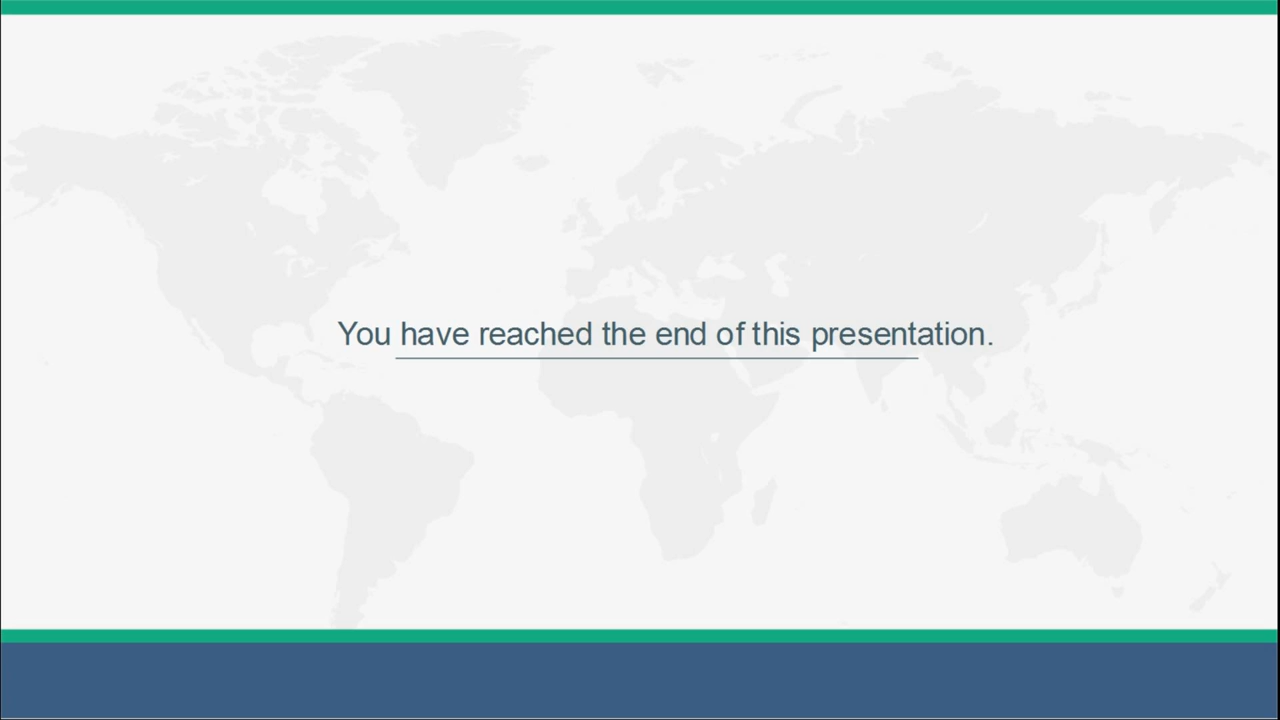 You have reached the end of this presentation.